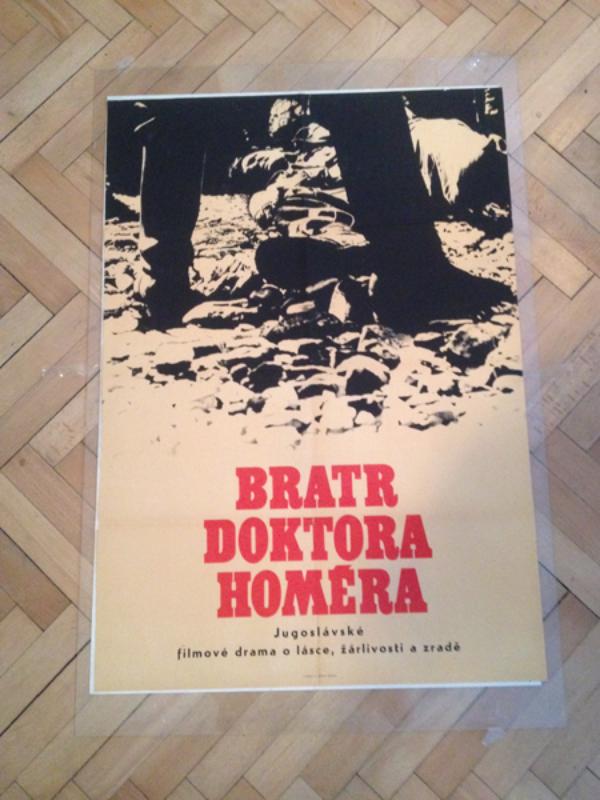 BRATR
DOKTORA
HOMÉRA
Jugoslávské
filmové drama o lásce, žárlivosti a zradě